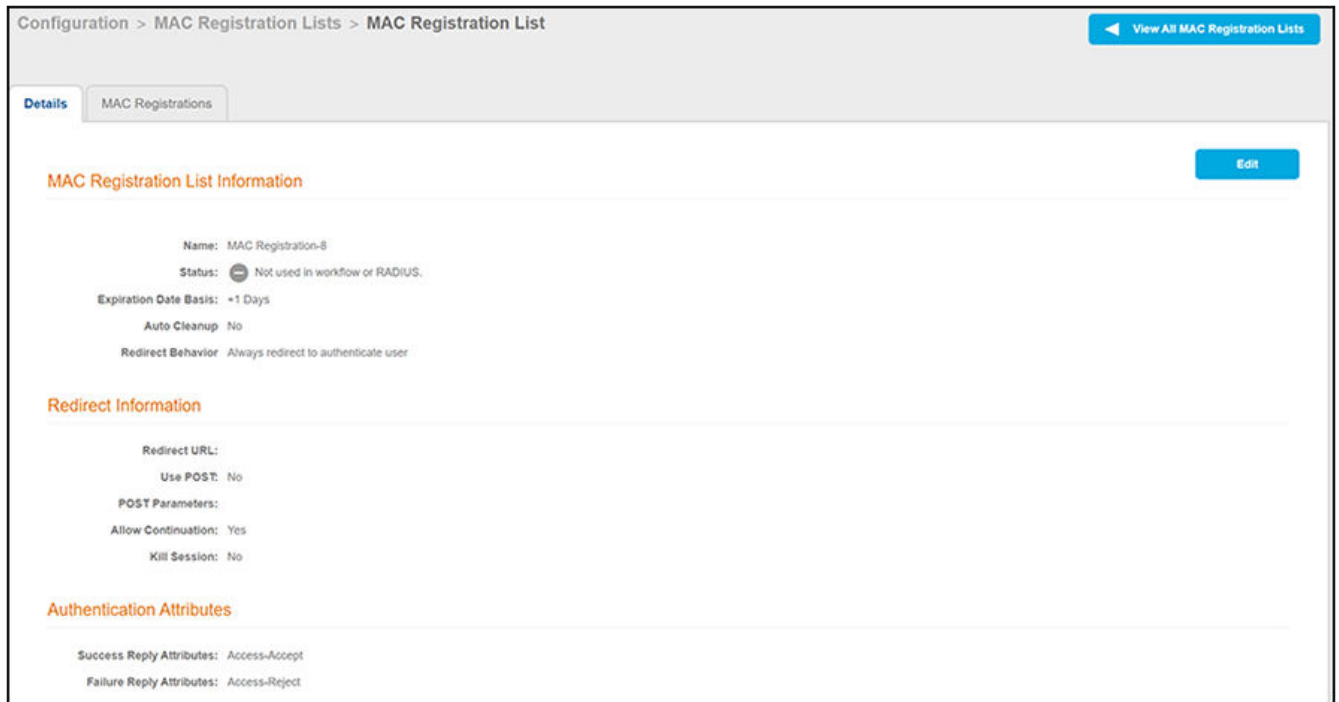 Configuration > MAC Registration Lists > MAC Registration List
View All MAC Registration Lists
Details
MAC Registrations
Edit
MAC Registration List Information
Name: MAC Registration-8
Status: Not used in workflow or RADIUS.
Expiration Date Basis: +1 Days
Auto Cleanup No
Redirect Behavior Always redirect to authenticate user
Redirect Information
Redirect URL:
Use POST: No
POST Parameters:
Allow Continuation: Yes
Kill Session: No
Authentication Attributes
Success Reply Attributes: Access-Accept
Failure Reply Attributes: Access-Reject